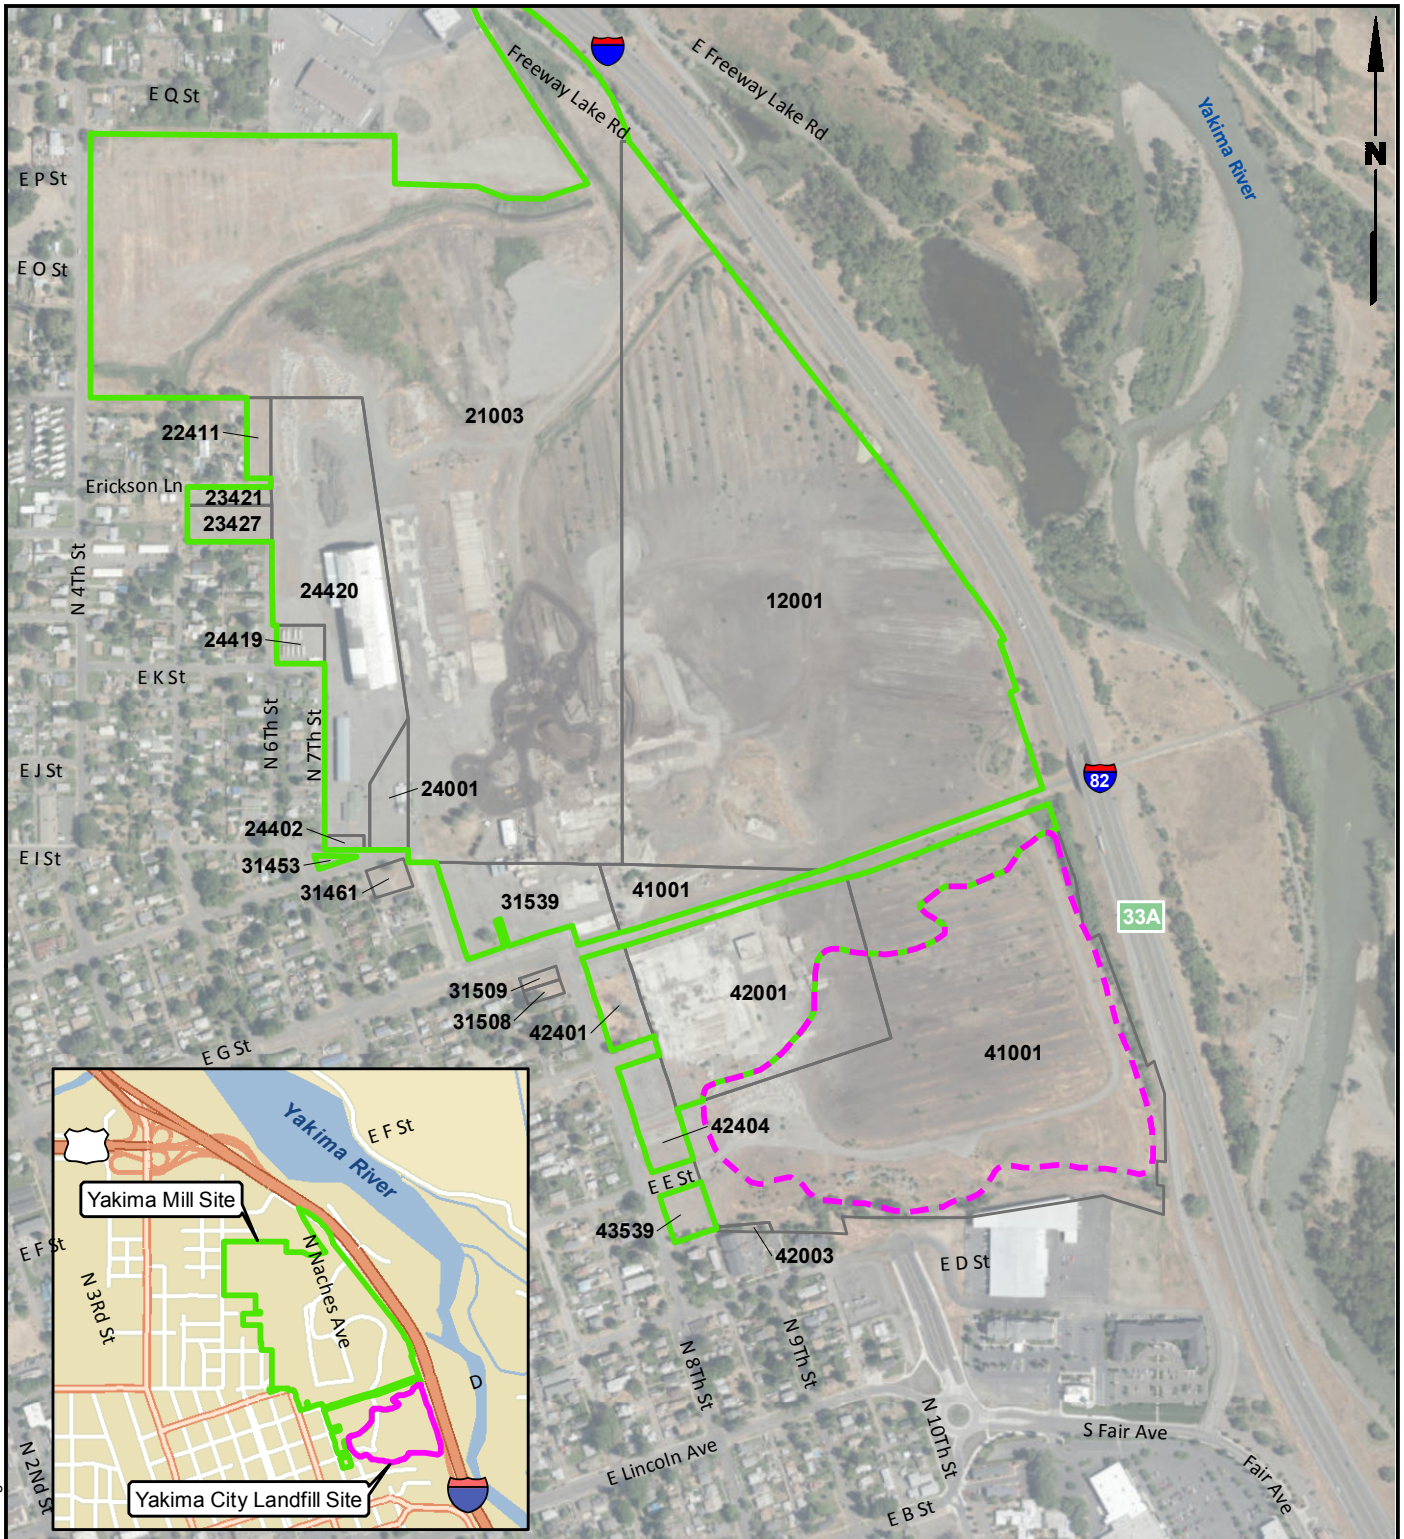 E Q St
Freeway Lake Rd
E Freeway Lake Rd
Yakima River
N
E P St
E O St
21003
22411
Erickson Ln
23421
23427
N 4Th St
24420
12001
24419
E K St
N 6Th St
N 7Th St
E J St
82
24001
24402
E I St
31453
31461
31539
41001
33A
31509
31508
42401
42001
41001
E G St
42404
E E St
43539
42003
E D St
E F St
N 3Rd St
N 2Nd St
N 8Th St
N 9Th St
N 10Th St
E Lincoln Ave
S Fair Ave
Fair Ave
E B St
Yakima River
E F St
Yakima Mill Site
N Naches Ave
D
Yakima City Landfill Site